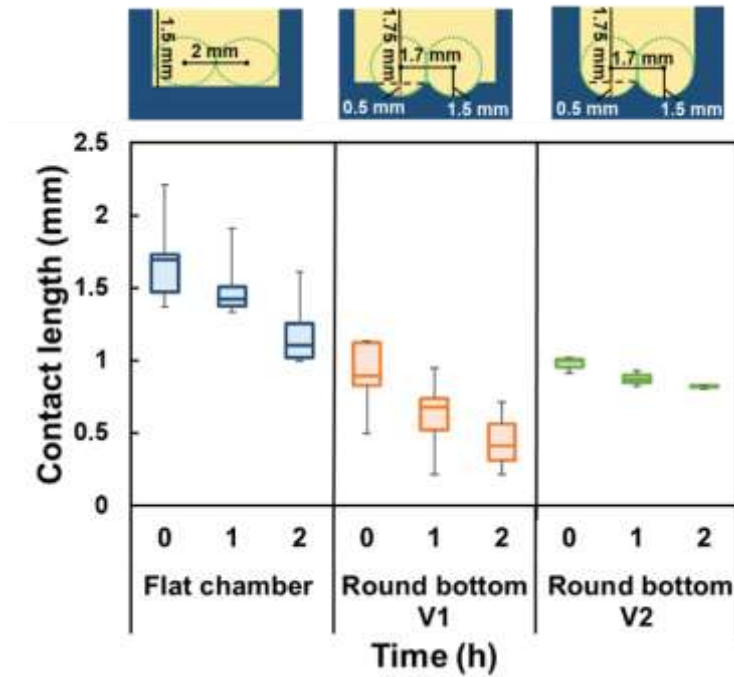 1.5 mm
2 mm
1.75 mm
1.7 mm
0.5 mm
1.5 mm
1.75 mm
1.7 mm
0.5 mm
1.5 mm
Contact length (mm)
2.5
2
1.5
1
0.5
0
0 1 2 0 1 2 0 1 2
Flat chamber Round bottom Round bottom
V1 V2
Time (h)